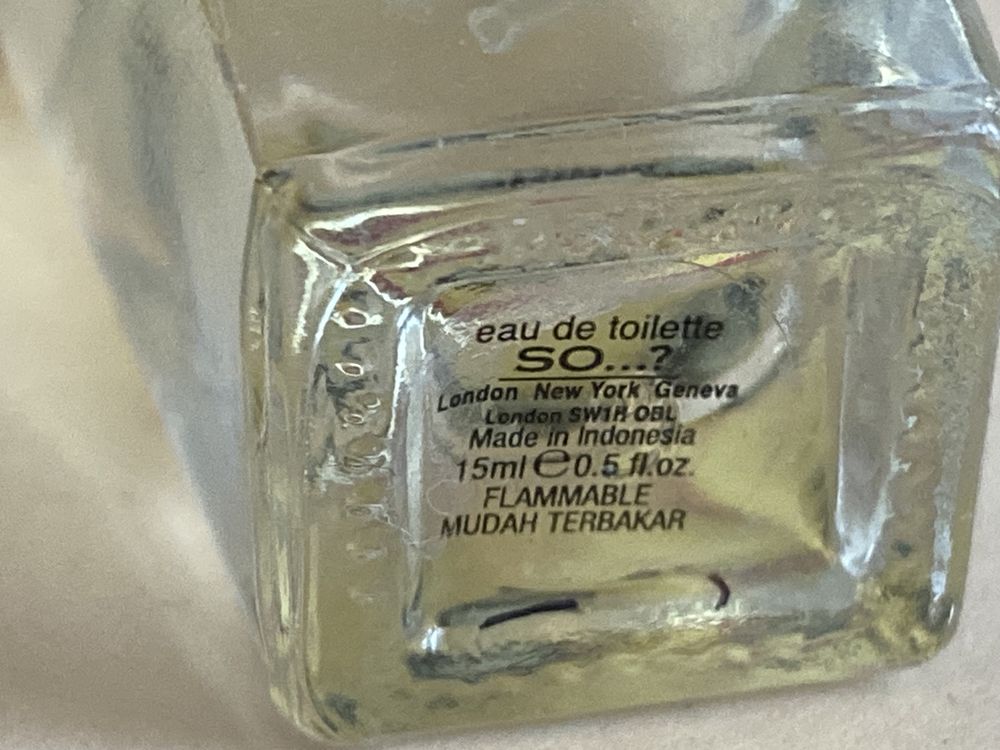 eau de toilette
SO...?
London New York Geneva
London SW1H OBL
Made in Indonesia
15ml ℮ 0.5 fl.oz.
FLAMMABLE
MUDAH TERBAKAR